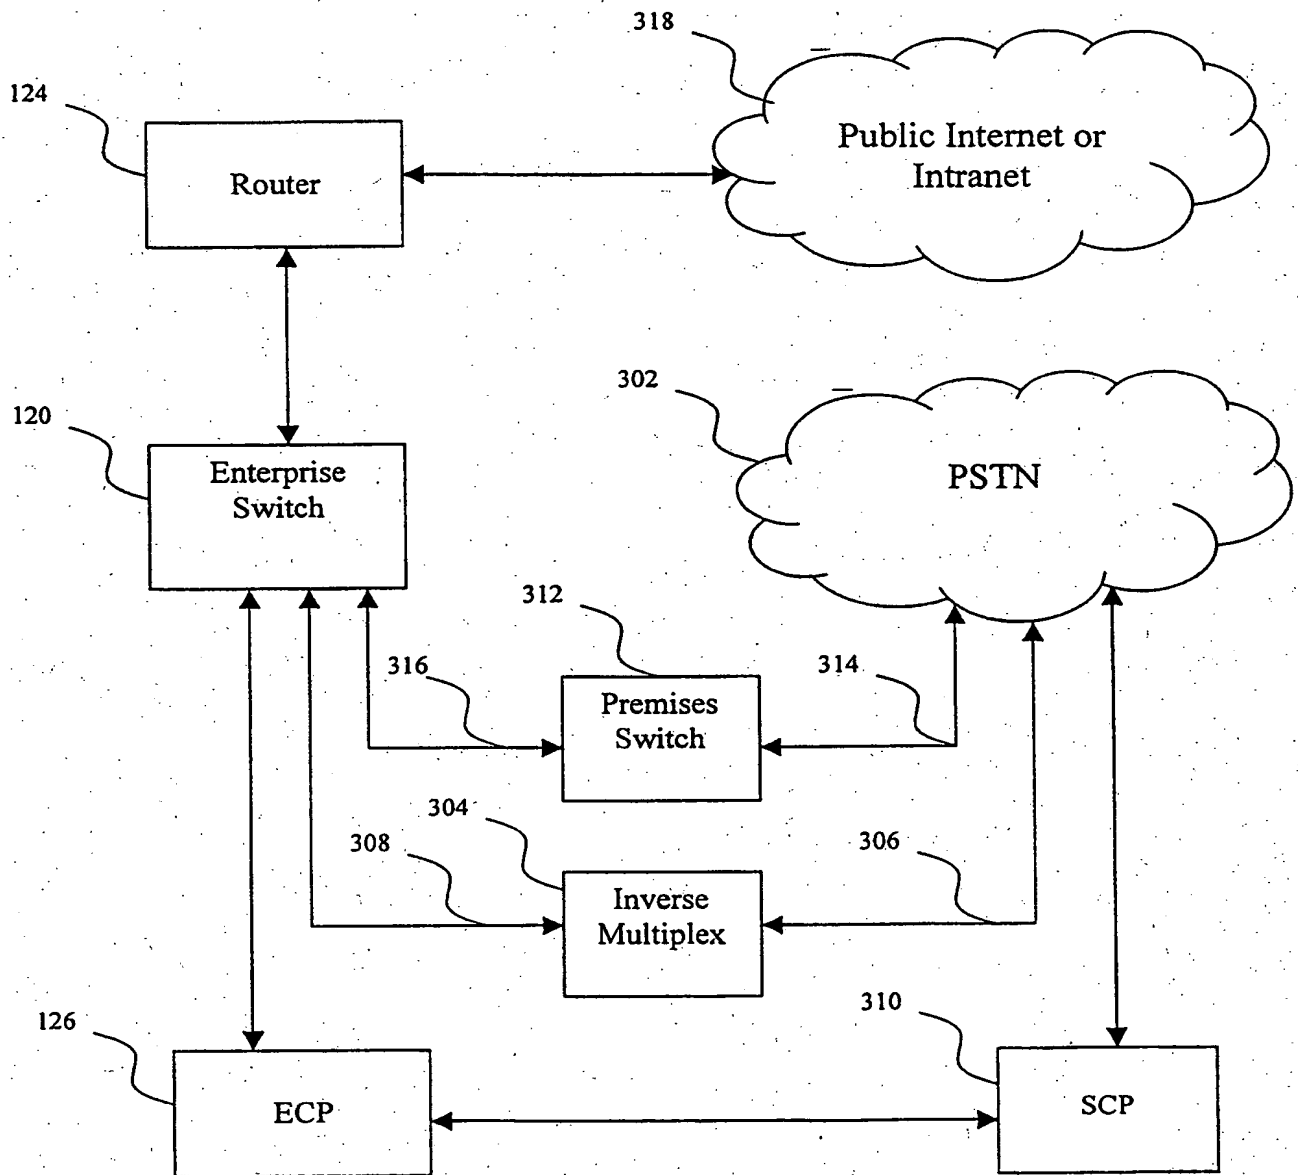 318
124
Public Internet or
Intranet
Router
302
120
Enterprise
Switch
PSTN
312
316
314
Premises
Switch
304
308
306
Inverse
Multiplex
310
126
ECP
SCP